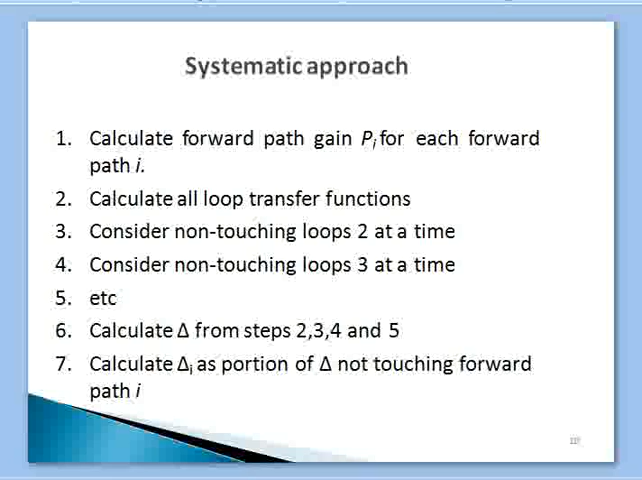 Systematic approach
1. Calculate forward path gain Pi for each forward
path i.
2. Calculate all loop transfer functions
3. Consider non-touching loops 2 at a time
4. Consider non-touching loops 3 at a time
5. etc
6. Calculate Δ from steps 2,3,4 and 5
7. Calculate Δi as portion of Δ not touching forward
path i